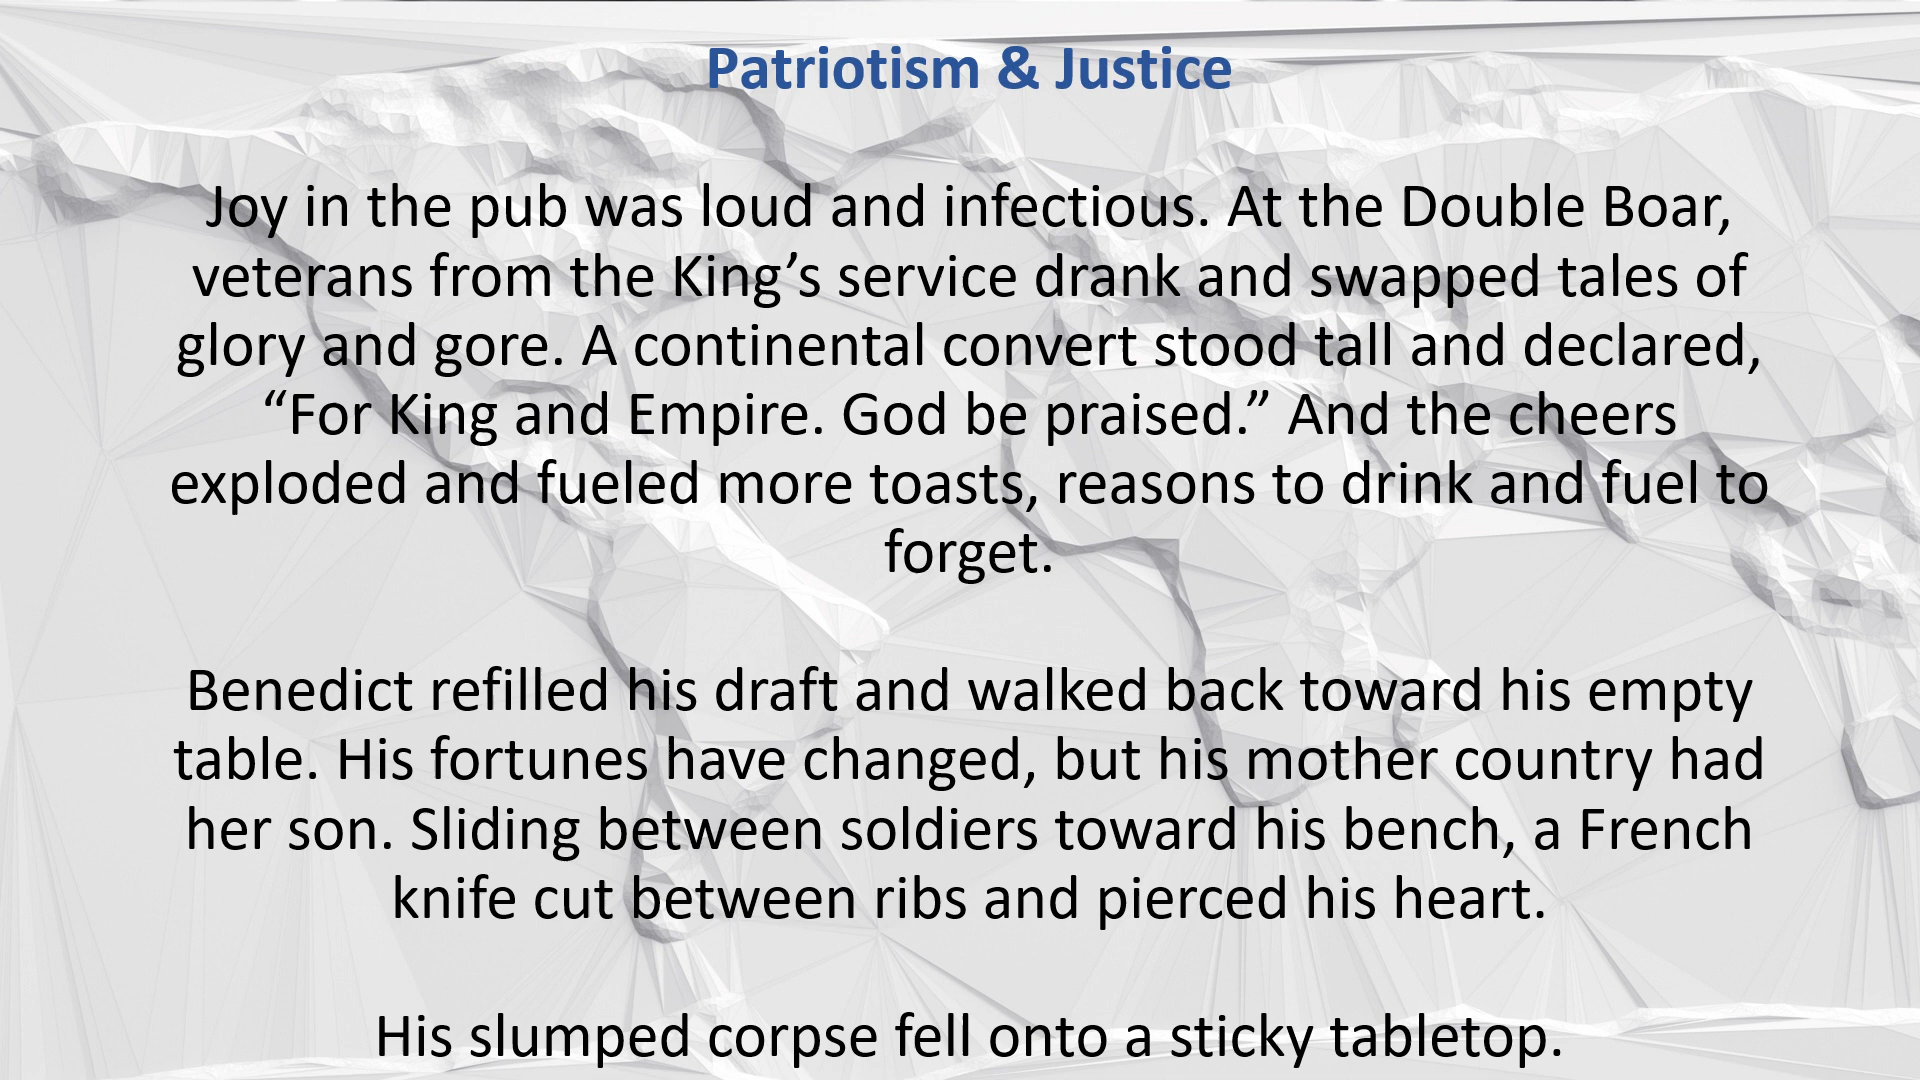 Patriotism & Justice
Joy in the pub was loud and infectious. At the Double Boar,
veterans from the King’s service drank and swapped tales of
glory and gore. A continental convert stood tall and declared,
“For King and Empire. God be praised.” And the cheers
exploded and fueled more toasts, reasons to drink and fuel to
forget.
Benedict refilled his draft and walked back toward his empty
table. His fortunes have changed, but his mother country had
her son. Sliding between soldiers toward his bench, a French
knife cut between ribs and pierced his heart.
His slumped corpse fell onto a sticky tabletop.